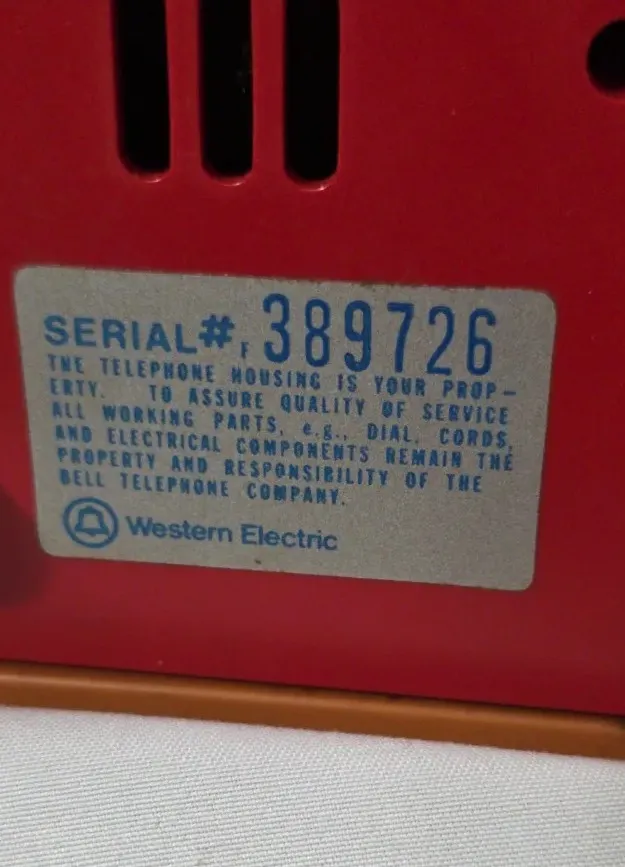 SERIAL# F 389726
THE TELEPHONE HOUSING IS YOUR PROP-
ERTY. TO ASSURE QUALITY OF SERVICE
ALL WORKING PARTS, e.g., DIAL, CORDS,
AND ELECTRICAL COMPONENTS REMAIN THE
PROPERTY AND RESPONSIBILITY OF THE
BELL TELEPHONE COMPANY.
Western Electric